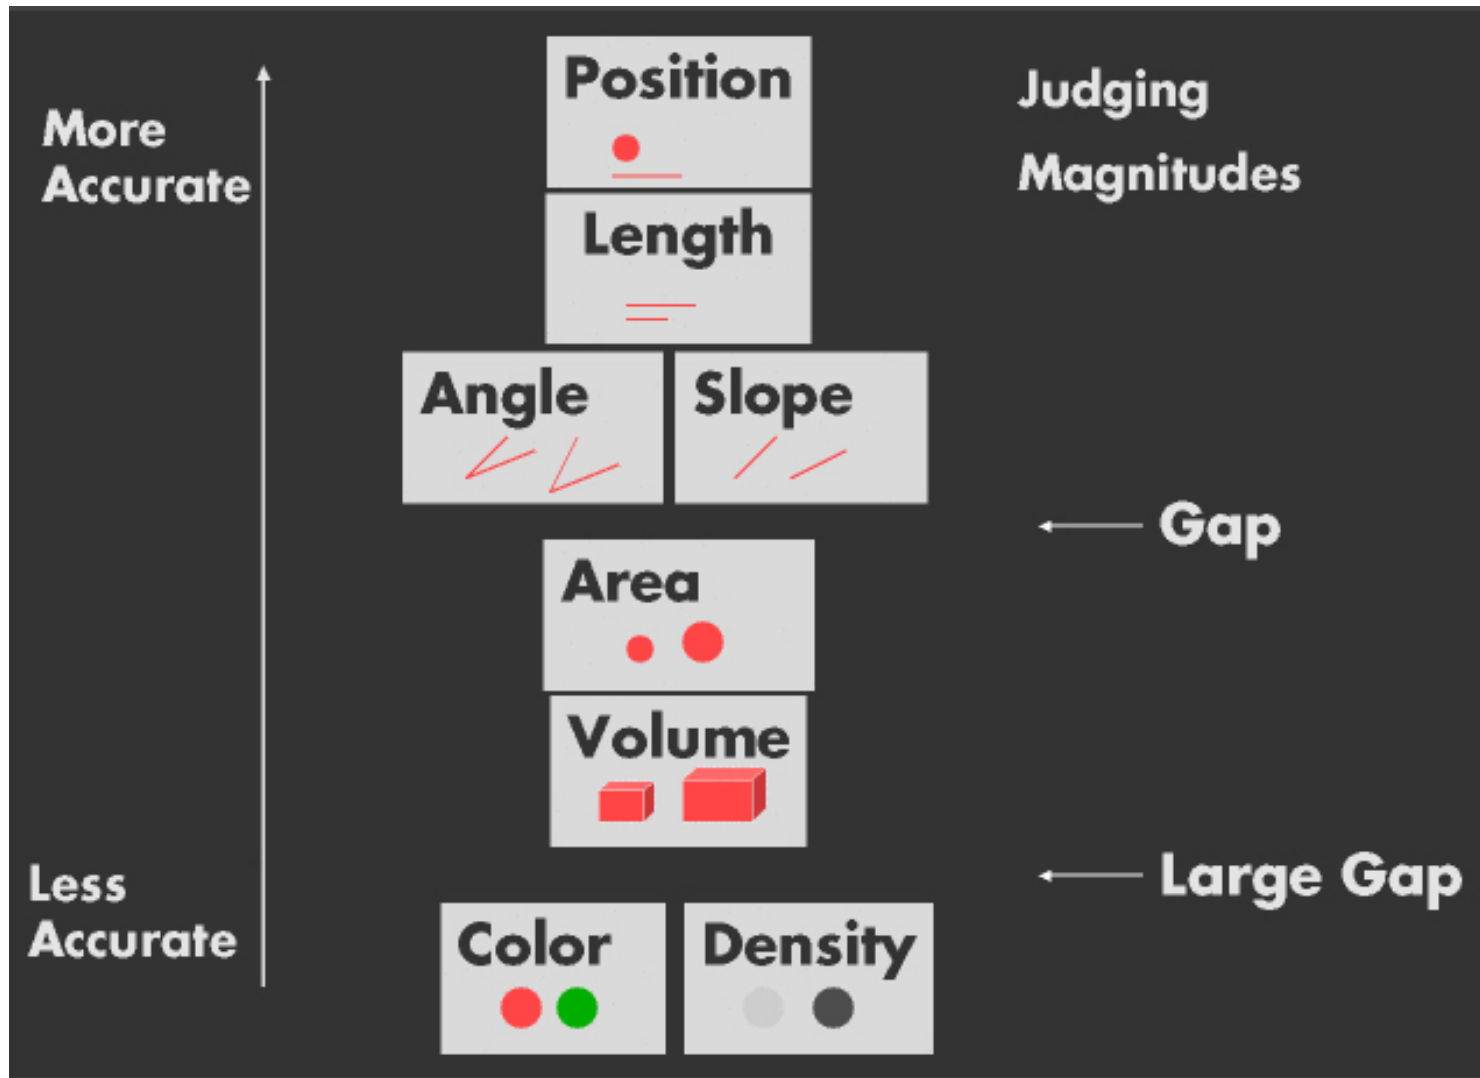 Position
Judging
Magnitudes
More
Accurate
Length
Angle
Slope
Gap
Area
Volume
Large Gap
Less
Accurate
Color
Density